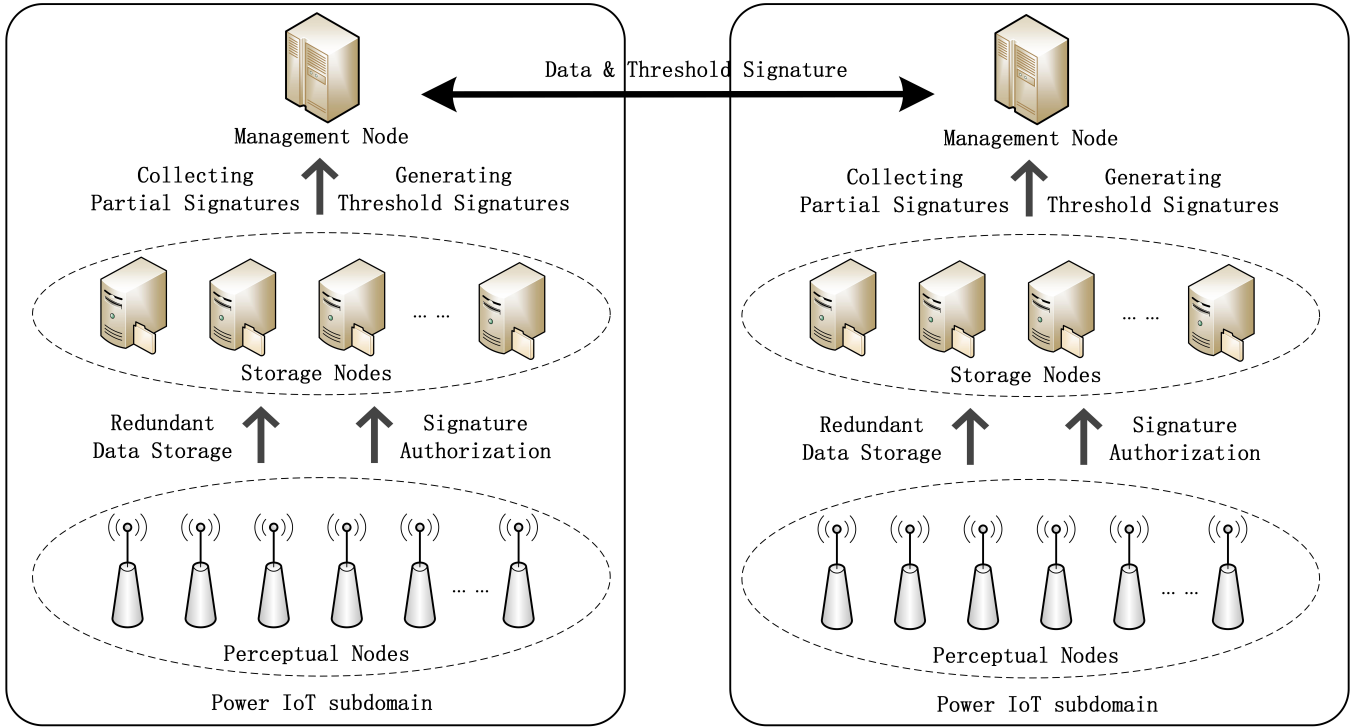 Data & Threshold Signature
Management Node
Collecting
Partial Signatures
Generating
Threshold Signatures
... ...
Storage Nodes
Redundant
Data Storage
Signature
Authorization
... ...
Perceptual Nodes
Power IoT subdomain
Management Node
Collecting
Partial Signatures
Generating
Threshold Signatures
... ...
Storage Nodes
Redundant
Data Storage
Signature
Authorization
... ...
Perceptual Nodes
Power IoT subdomain